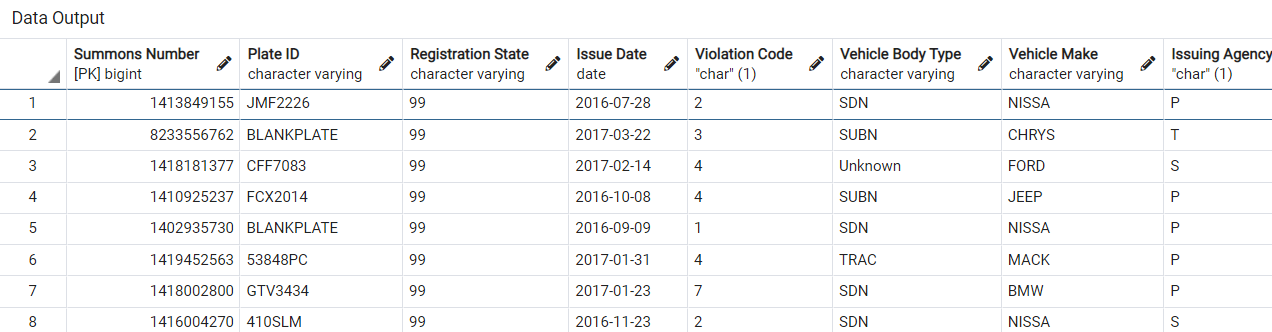 Data Output
Summons Number Plate ID Registration State Issue Date Violation Code Vehicle Body Type Vehicle Make Issuing Agency
[PK] bigint character varying character varying date "char" (1) character varying character varying "char" (1)
1 1413849155 JMF2226 99 2016-07-28 2 SDN NISSA P
2 8233556762 BLANKPLATE 99 2017-03-22 3 SUBN CHRYS T
3 1418181377 CFF7083 99 2017-02-14 4 Unknown FORD S
4 1410925237 FCX2014 99 2016-10-08 4 SUBN JEEP P
5 1402935730 BLANKPLATE 99 2016-09-09 1 SDN NISSA P
6 1419452563 53848PC 99 2017-01-31 4 TRAC MACK P
7 1418002800 GTV3434 99 2017-01-23 7 SDN BMW P
8 1416004270 410SLM 99 2016-11-23 2 SDN NISSA S